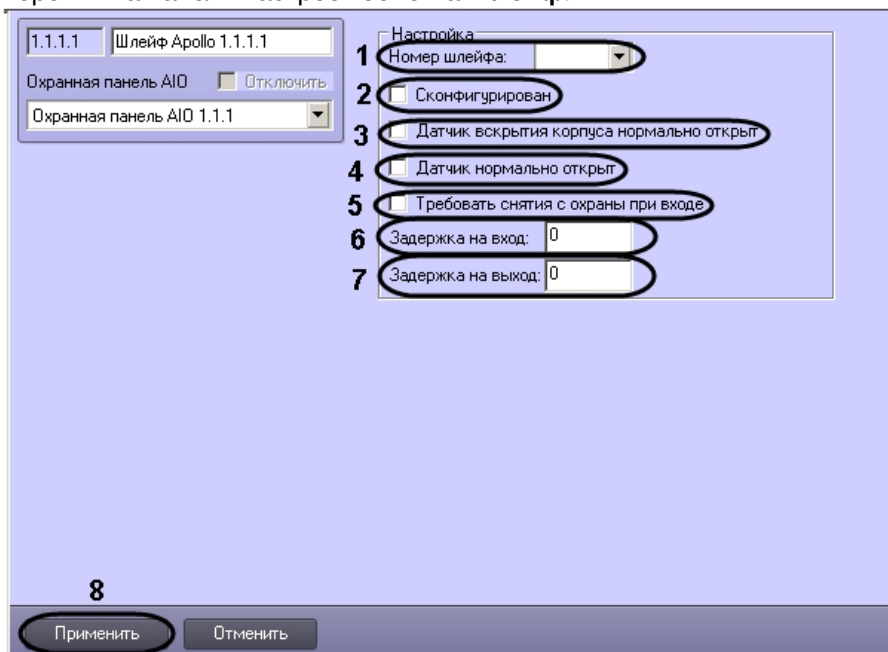 1.1.1.1 Шлейф Apollo 1.1.1.1
Охранная панель AIO Отключить
Охранная панель AIO 1.1.1
Настройка
1 Номер шлейфа:
2 Сконфигурирован
3 Датчик вскрытия корпуса нормально открыт
4 Датчик нормально открыт
5 Требовать снятия с охраны при входе
6 Задержка на вход: 0
7 Задержка на выход: 0
8
Применить Отменить